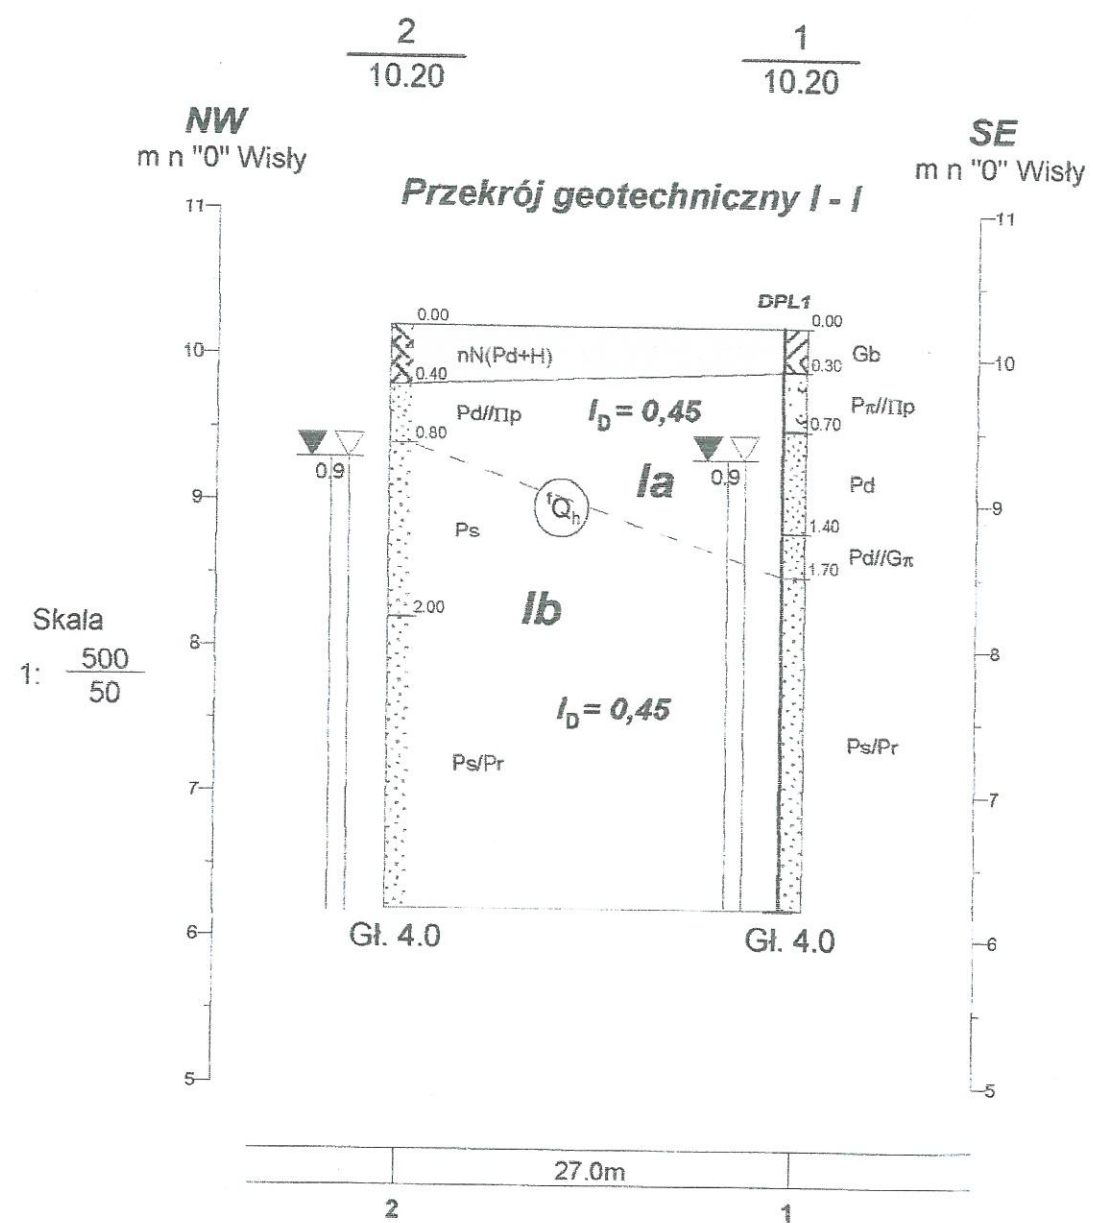 2
10.20
1
10.20
NW
m n "0" Wisły
SE
m n "0" Wisły
Przekrój geotechniczny I - I
11
11
DPL1
0.00
0.00
10
nN(Pd+H)
0.30
Gb
10
0.40
Pd//Πp
I_D = 0,45
Pπ//Πp
0.80
0.70
0.9
0.9
Ia
Pd
9
9
fQh
Ps
1.40
Pd//Gπ
1.70
Ib
2.00
Skala
1: 500
50
8
8
I_D = 0,45
Ps/Pr
Ps/Pr
7
7
6
6
Gł. 4.0
Gł. 4.0
5
5
27.0m
2
1